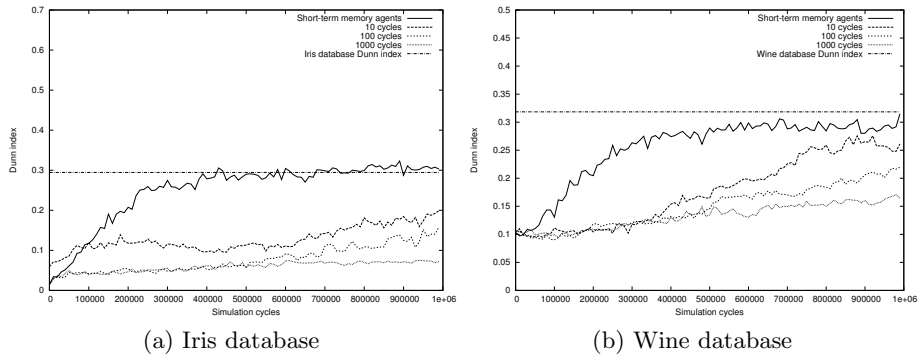 0.7
0.6
0.5
0.4
0.3
0.2
0.1
0
Dunn index
Short-term memory agents
10 cycles
100 cycles
1000 cycles
Iris database Dunn index
0 100000 200000 300000 400000 500000 600000 700000 800000 900000 1e+06
Simulation cycles
(a) Iris database
0.5
0.45
0.4
0.35
0.3
0.25
0.2
0.15
0.1
0.05
0
Dunn index
Short-term memory agents
10 cycles
100 cycles
1000 cycles
Wine database Dunn index
0 100000 200000 300000 400000 500000 600000 700000 800000 900000 1e+06
Simulation cycles
(b) Wine database